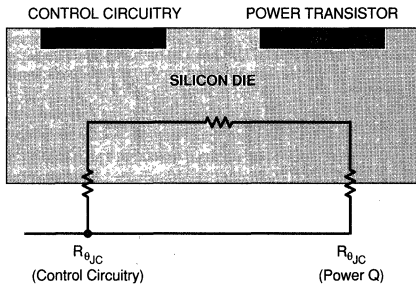 CONTROL CIRCUITRY
POWER TRANSISTOR
SILICON DIE
RθJC
(Control Circuitry)
RθJC
(Power Q)